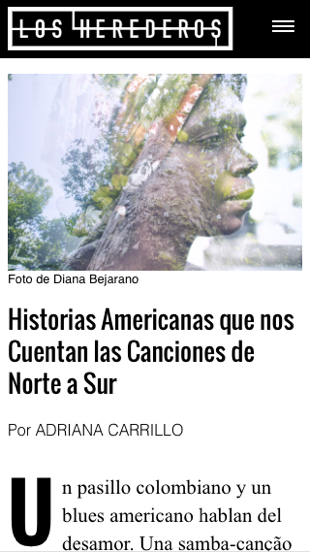 LOS HEREDEROS
Foto de Diana Bejarano
Historias Americanas que nos
Cuentan las Canciones de
Norte a Sur
Por ADRIANA CARRILLO
Un pasillo colombiano y un
blues americano hablan del
desamor. Una samba-canção